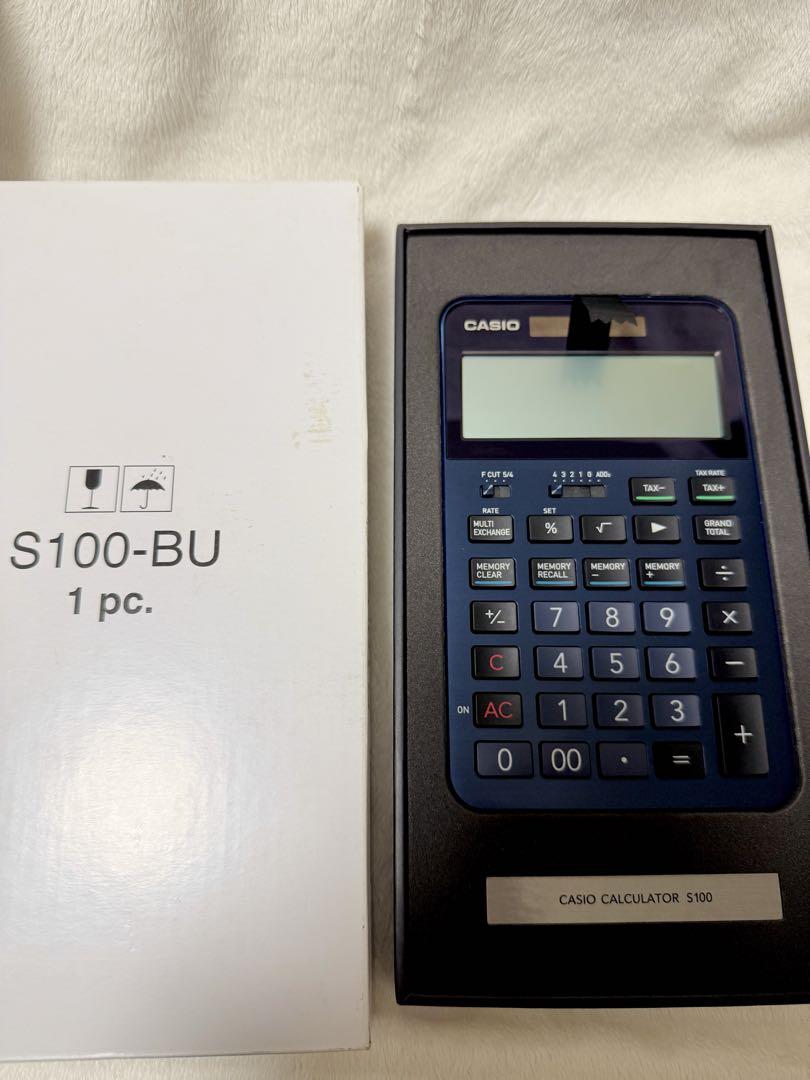 S100-BU
1 pc.
CASIO
F CUT 5/4
4 3 2 1 0 ADD₂
TAX RATE
TAX−
TAX+
RATE
SET
MULTI EXCHANGE
%
√
▶
GRAND TOTAL
MEMORY CLEAR
MEMORY RECALL
MEMORY −
MEMORY +
÷
+/−
7
8
9
×
C
4
5
6
−
ON
AC
1
2
3
+
0
00
·
=
CASIO CALCULATOR S100